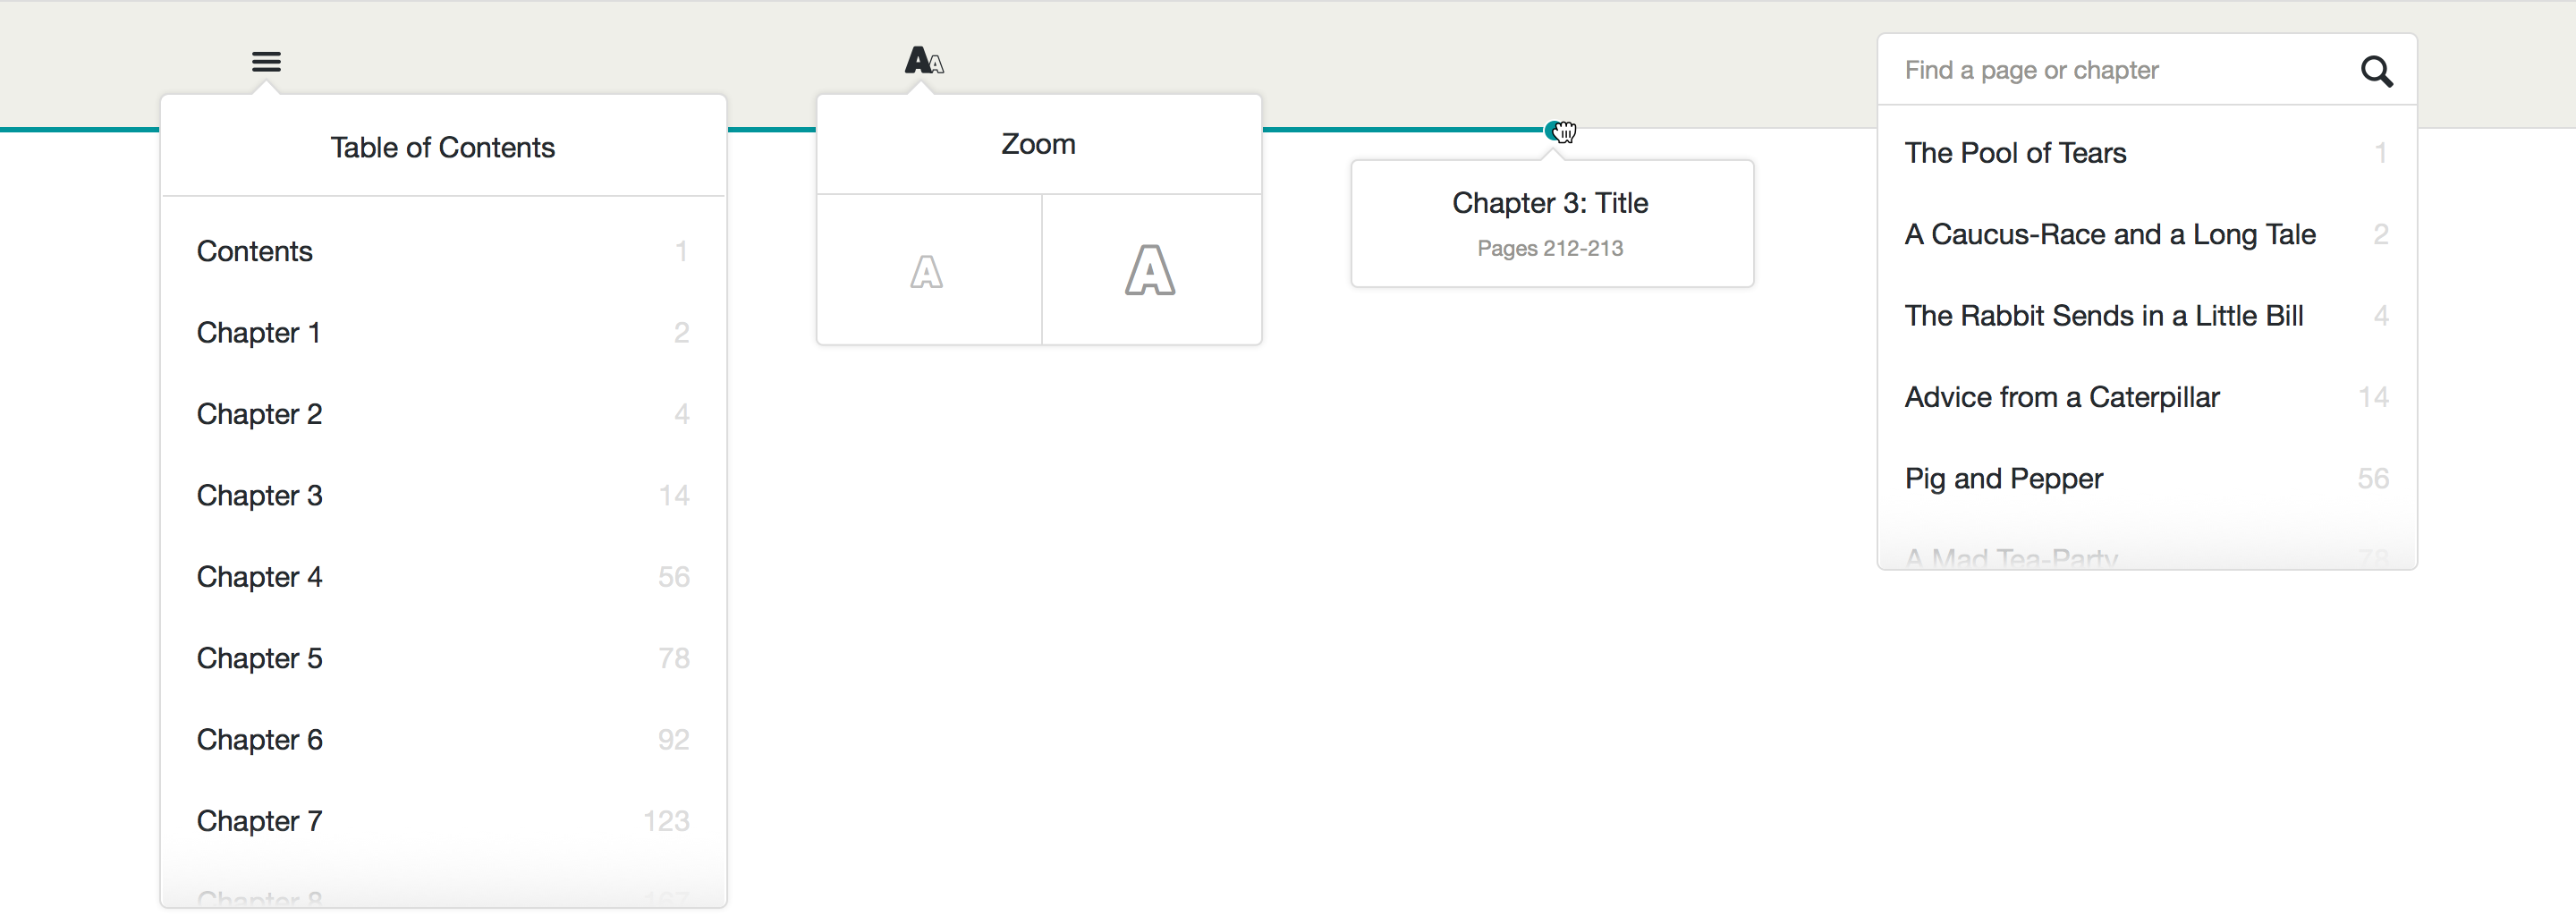 Table of Contents
Contents 1
Chapter 1 2
Chapter 2 4
Chapter 3 14
Chapter 4 56
Chapter 5 78
Chapter 6 92
Chapter 7 123
Chapter 8 167
AA
Zoom
A A
Chapter 3: Title
Pages 212-213
Find a page or chapter
The Pool of Tears 1
A Caucus-Race and a Long Tale 2
The Rabbit Sends in a Little Bill 4
Advice from a Caterpillar 14
Pig and Pepper 56
A Mad Tea-Party 78